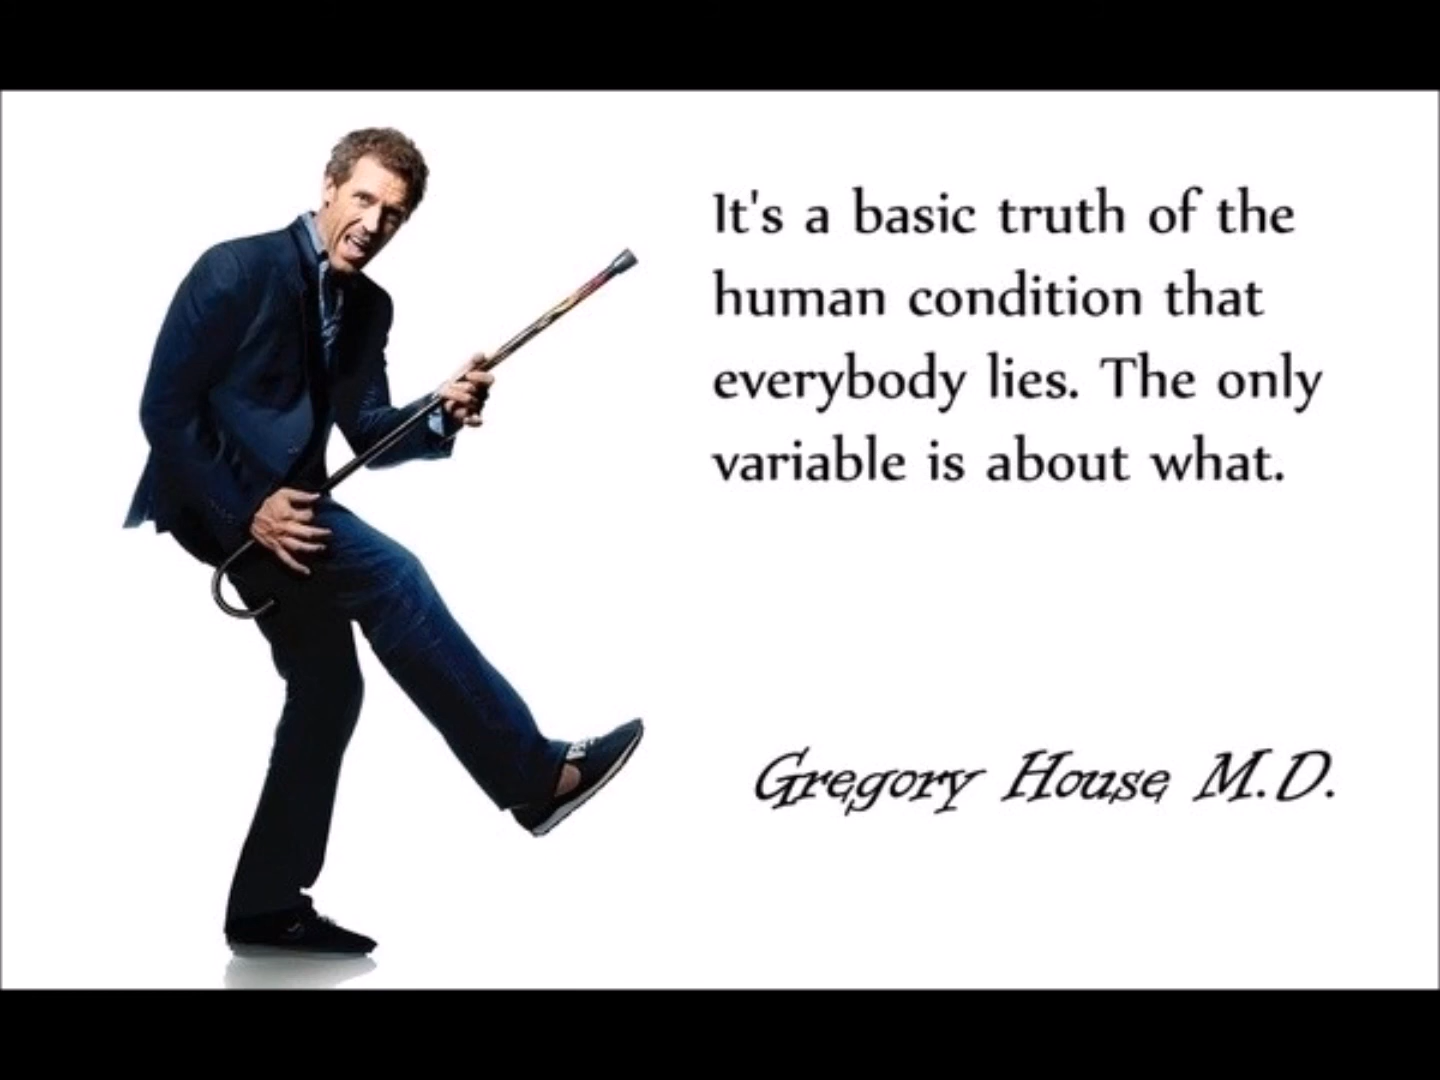 It's a basic truth of the
human condition that
everybody lies. The only
variable is about what.
Gregory House M.D.